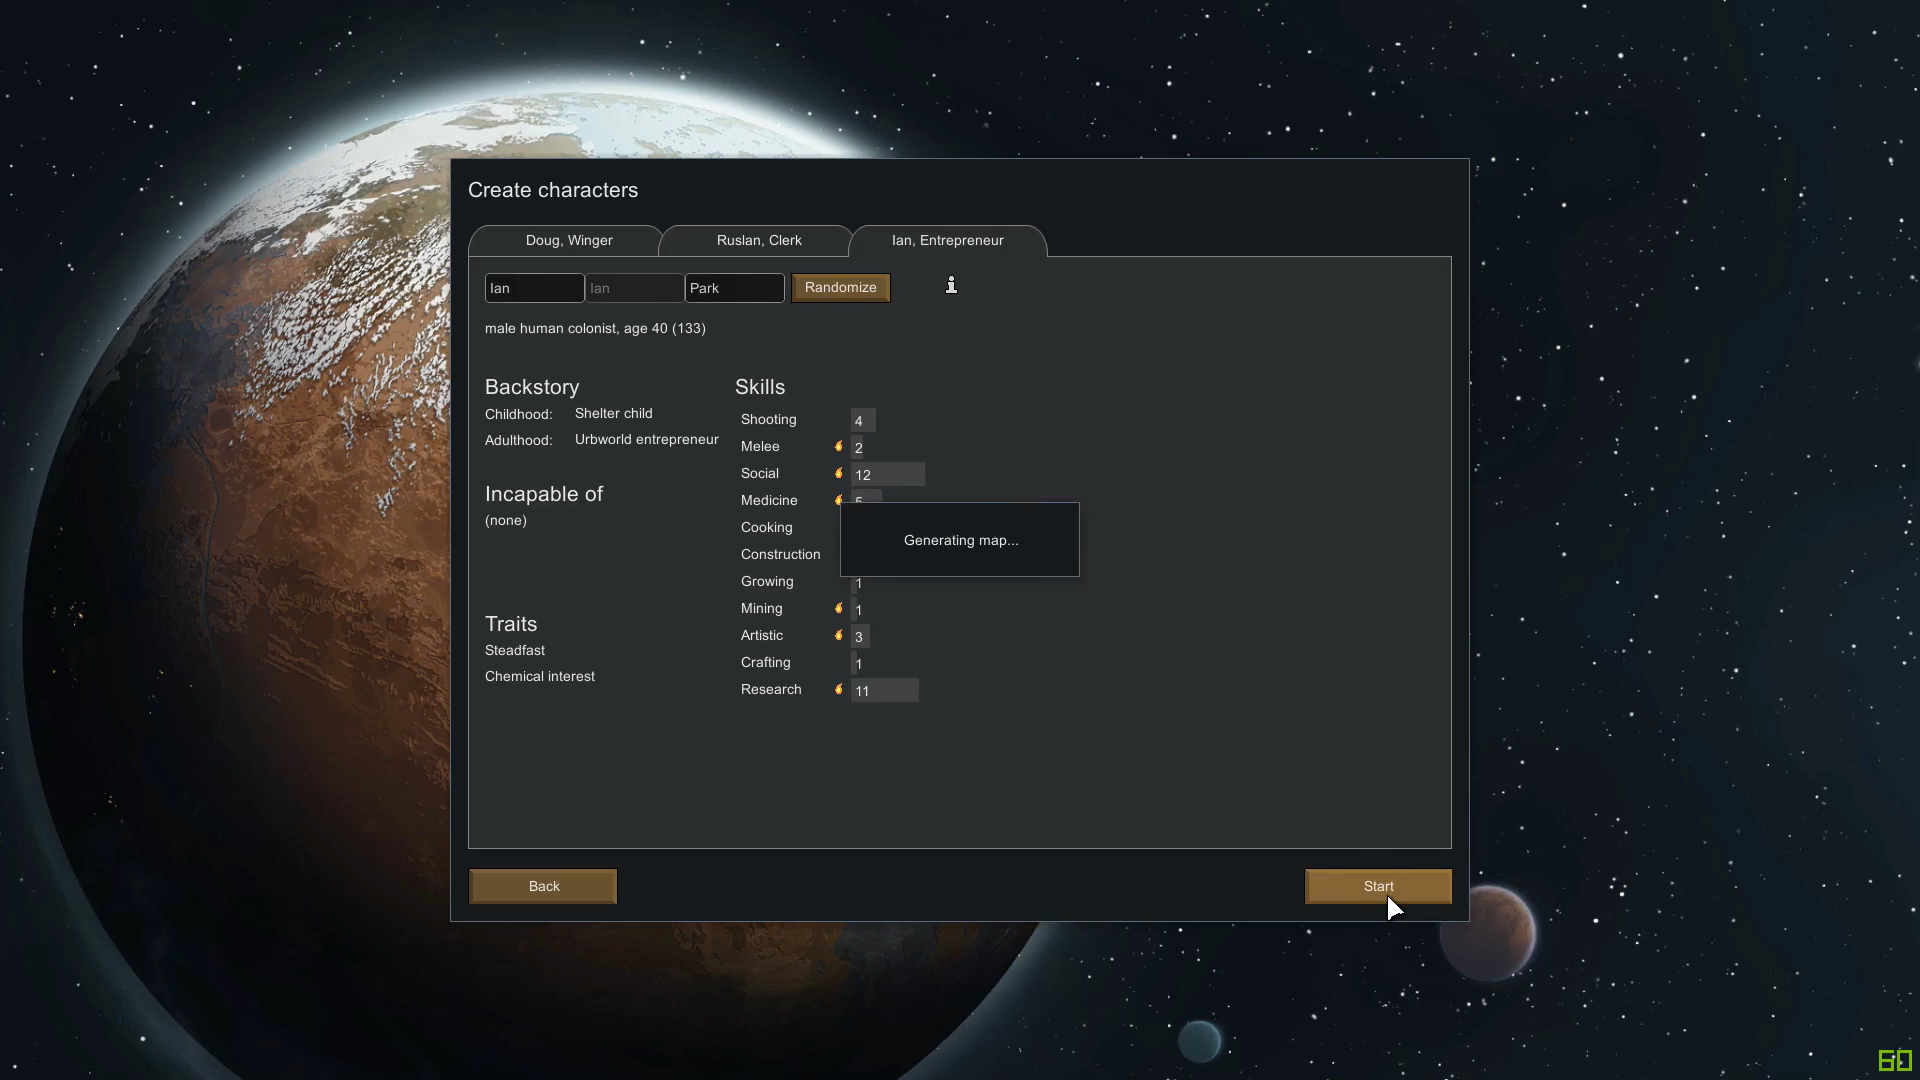 Create characters
Doug, Winger
Ruslan, Clerk
Ian, Entrepreneur
Ian
Ian
Park
Randomize
male human colonist, age 40 (133)
Backstory
Childhood: Shelter child
Adulthood: Urbworld entrepreneur
Incapable of
(none)
Traits
Steadfast
Chemical interest
Skills
Shooting 4
Melee 2
Social 12
Medicine
Cooking
Construction
Growing 1
Mining 1
Artistic 3
Crafting 1
Research 11
Generating map...
Back
Start
60